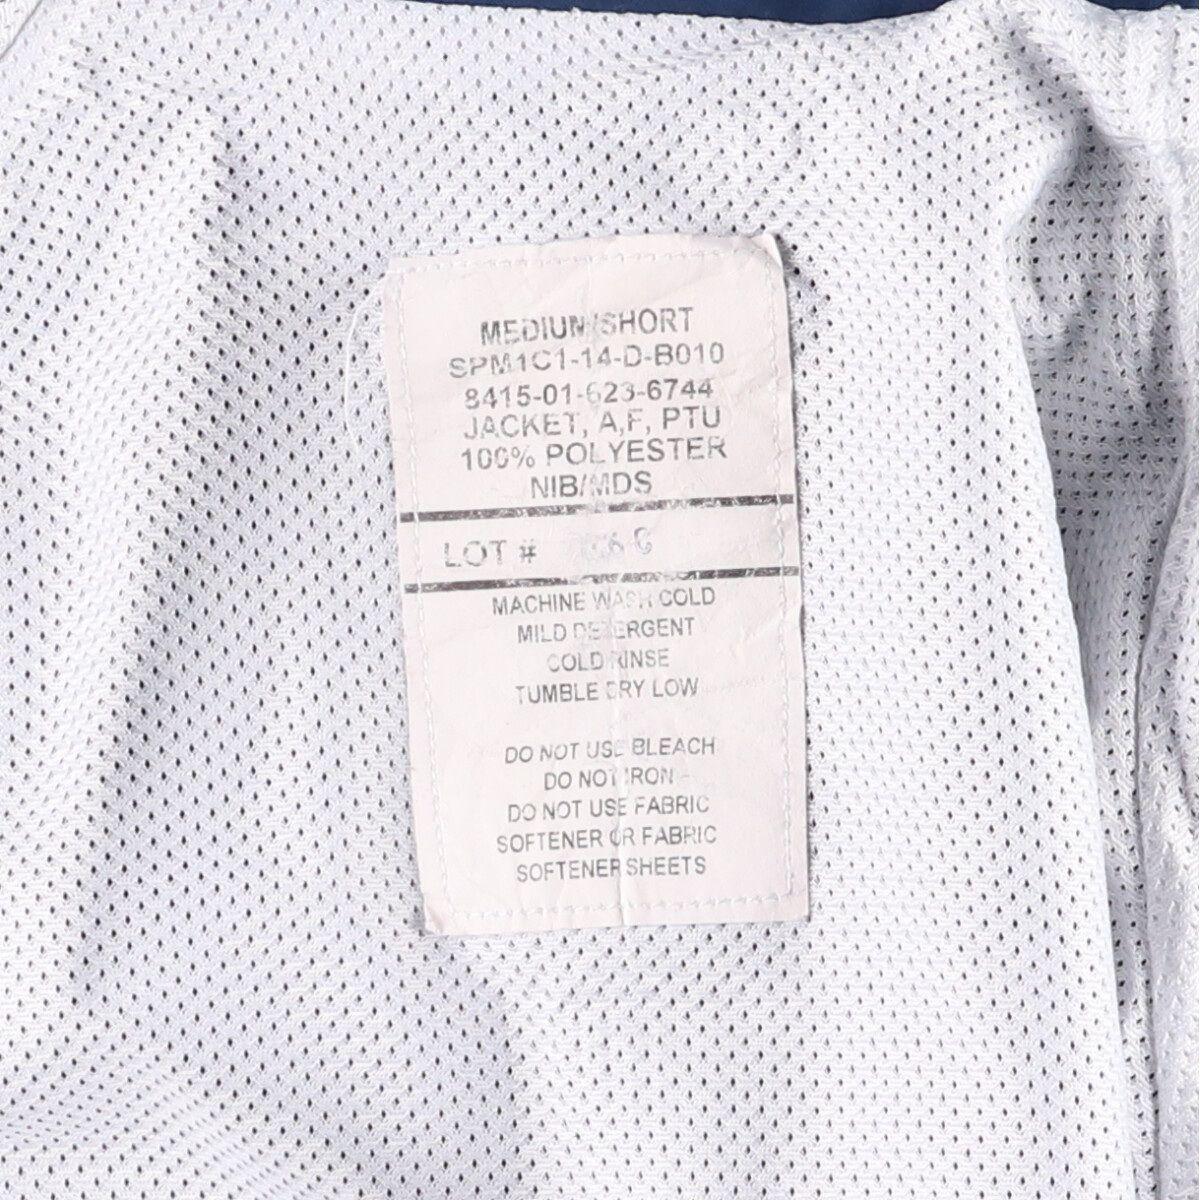 MEDIUM/SHORT
SPM1C1-14-D-B010
8415-01-623-6744
JACKET, A,F, PTU
100% POLYESTER
NIB/MDS
LOT #
MACHINE WASH COLD
MILD DETERGENT
COLD RINSE
TUMBLE DRY LOW
DO NOT USE BLEACH
DO NOT IRON
DO NOT USE FABRIC
SOFTENER OR FABRIC
SOFTENER SHEETS